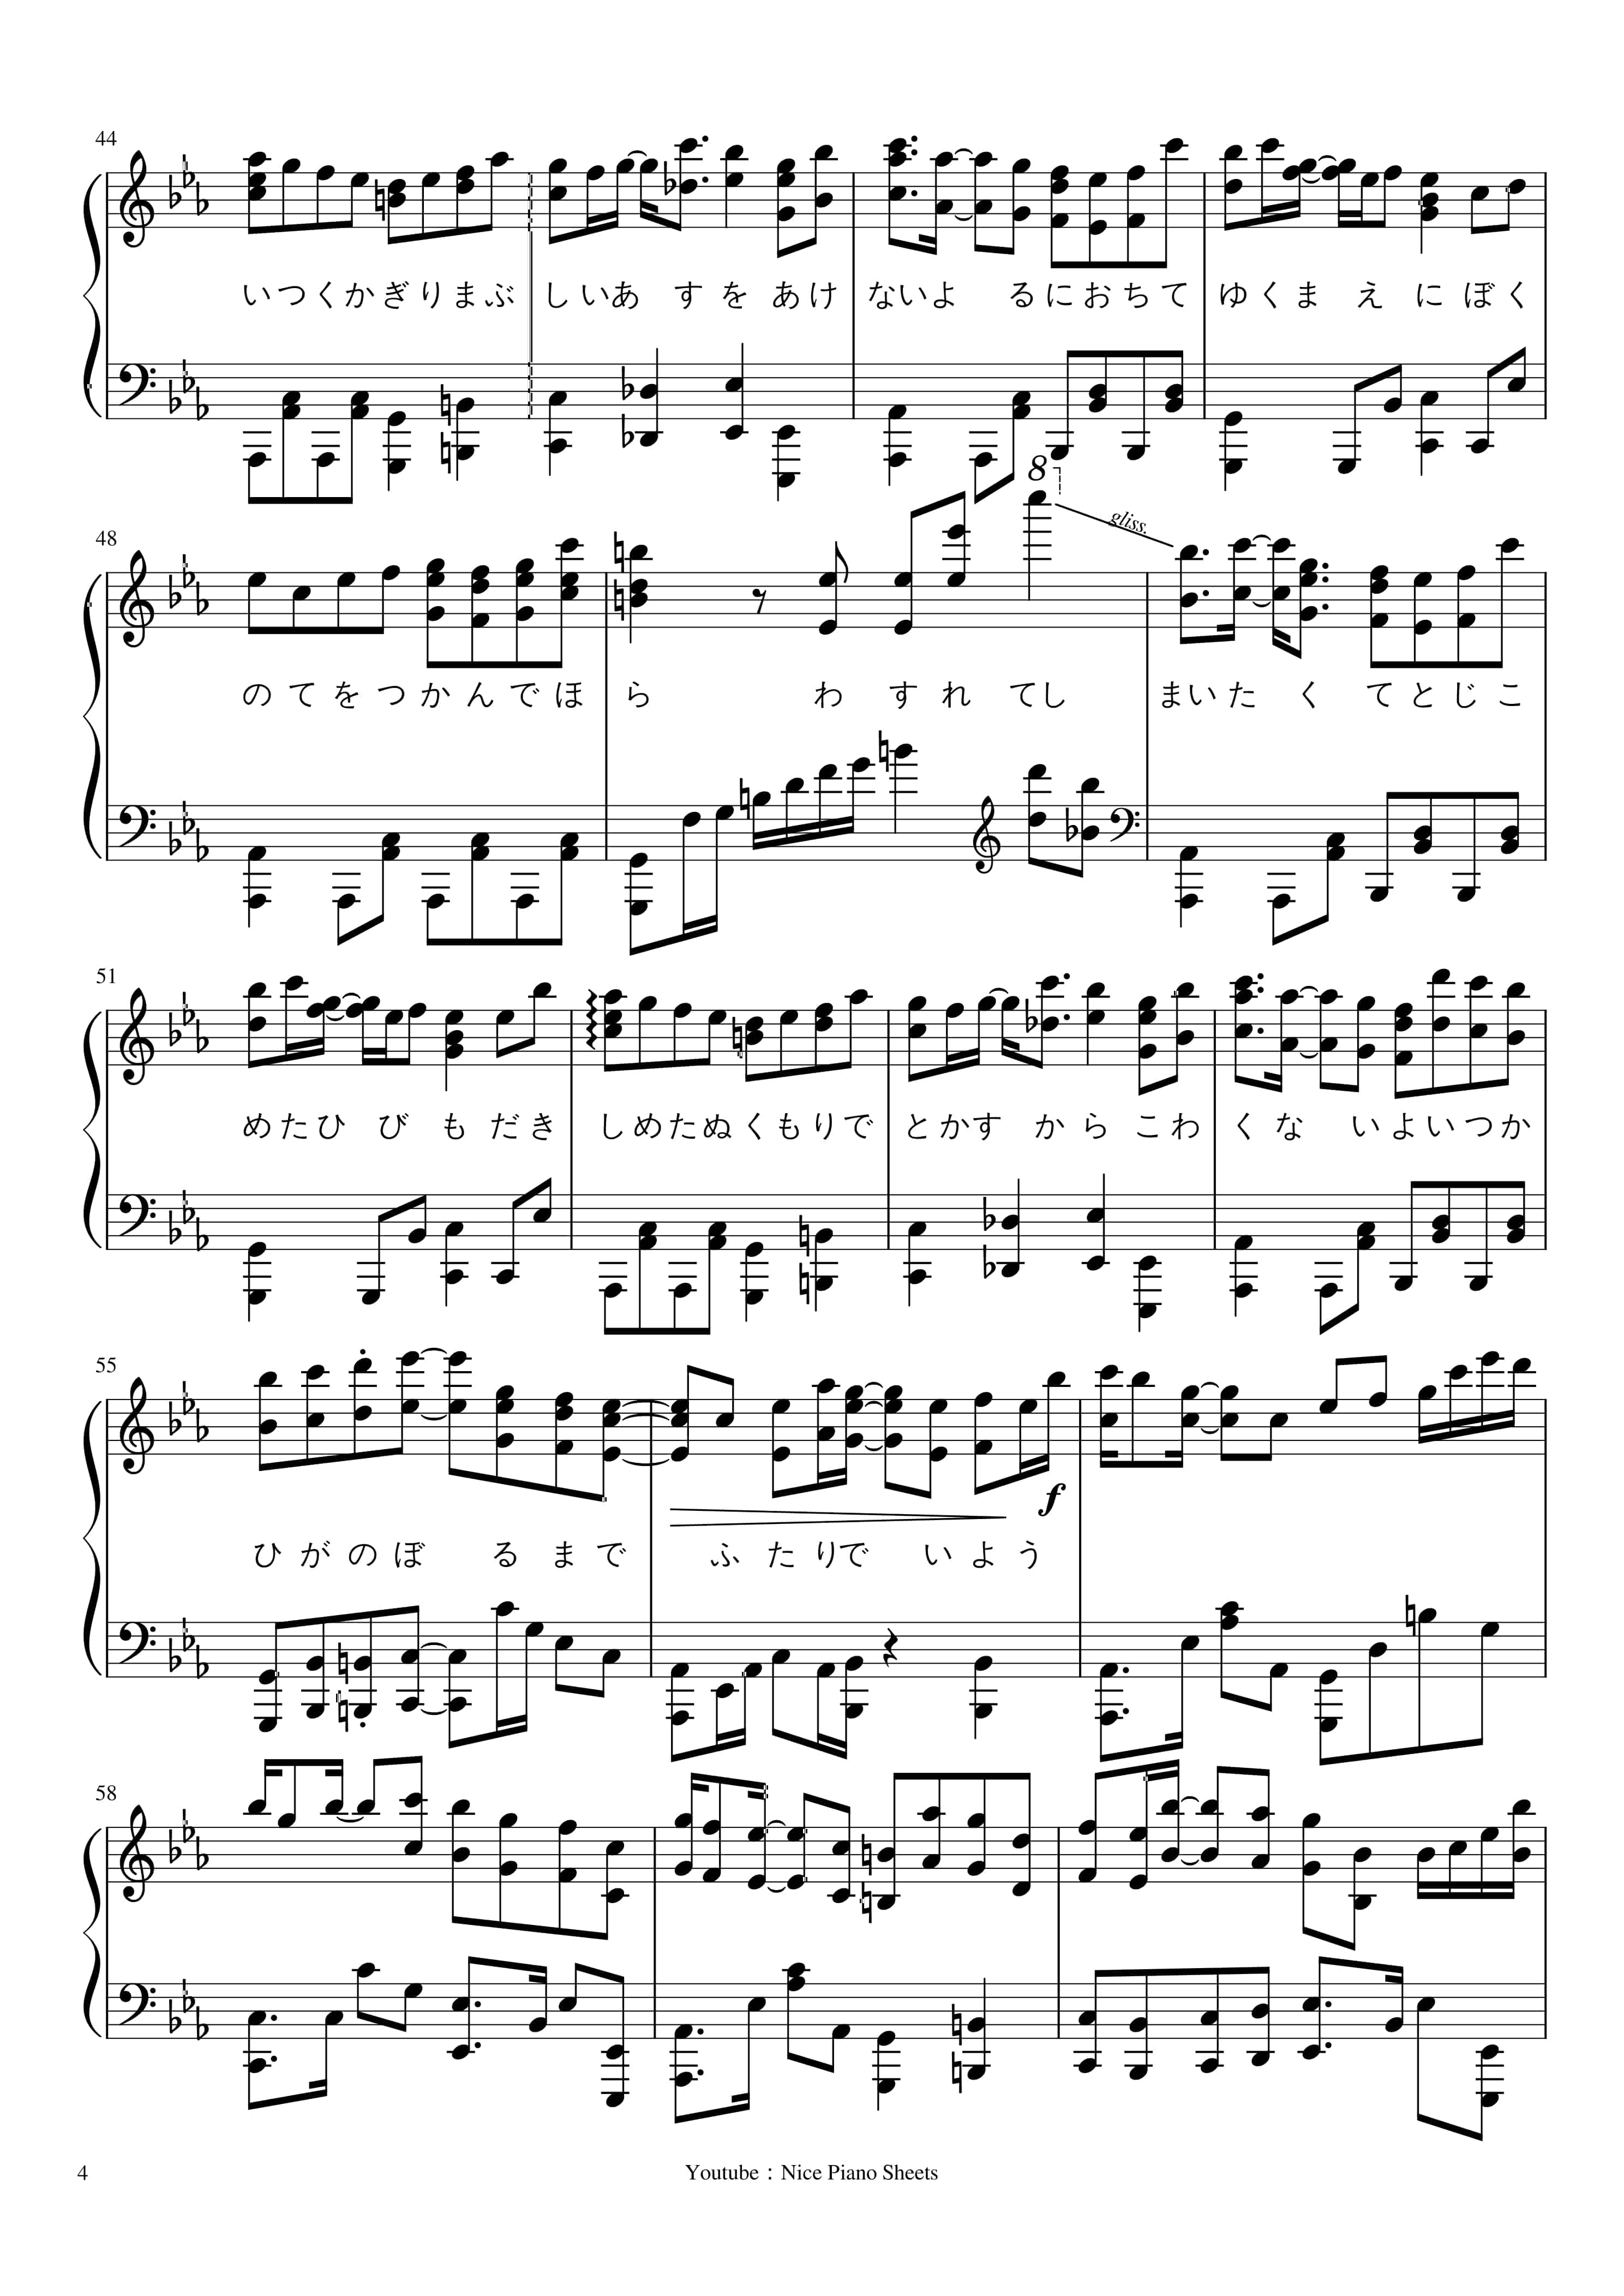 44
いつくかぎりまぶ しいあ す を あけ ないよ るにおちて ゆくま え に ぼく
8
gliss.
48
の て を つ か ん で ほ ら わ す れ てし まいた く て と じ こ
51
めたひ び も だき しめたぬくもりで とかす か ら こわ く な いよいつか
55
ひ が の ぼ る ま で ふ た りで い よ う
f
58
4
Youtube：Nice Piano Sheets